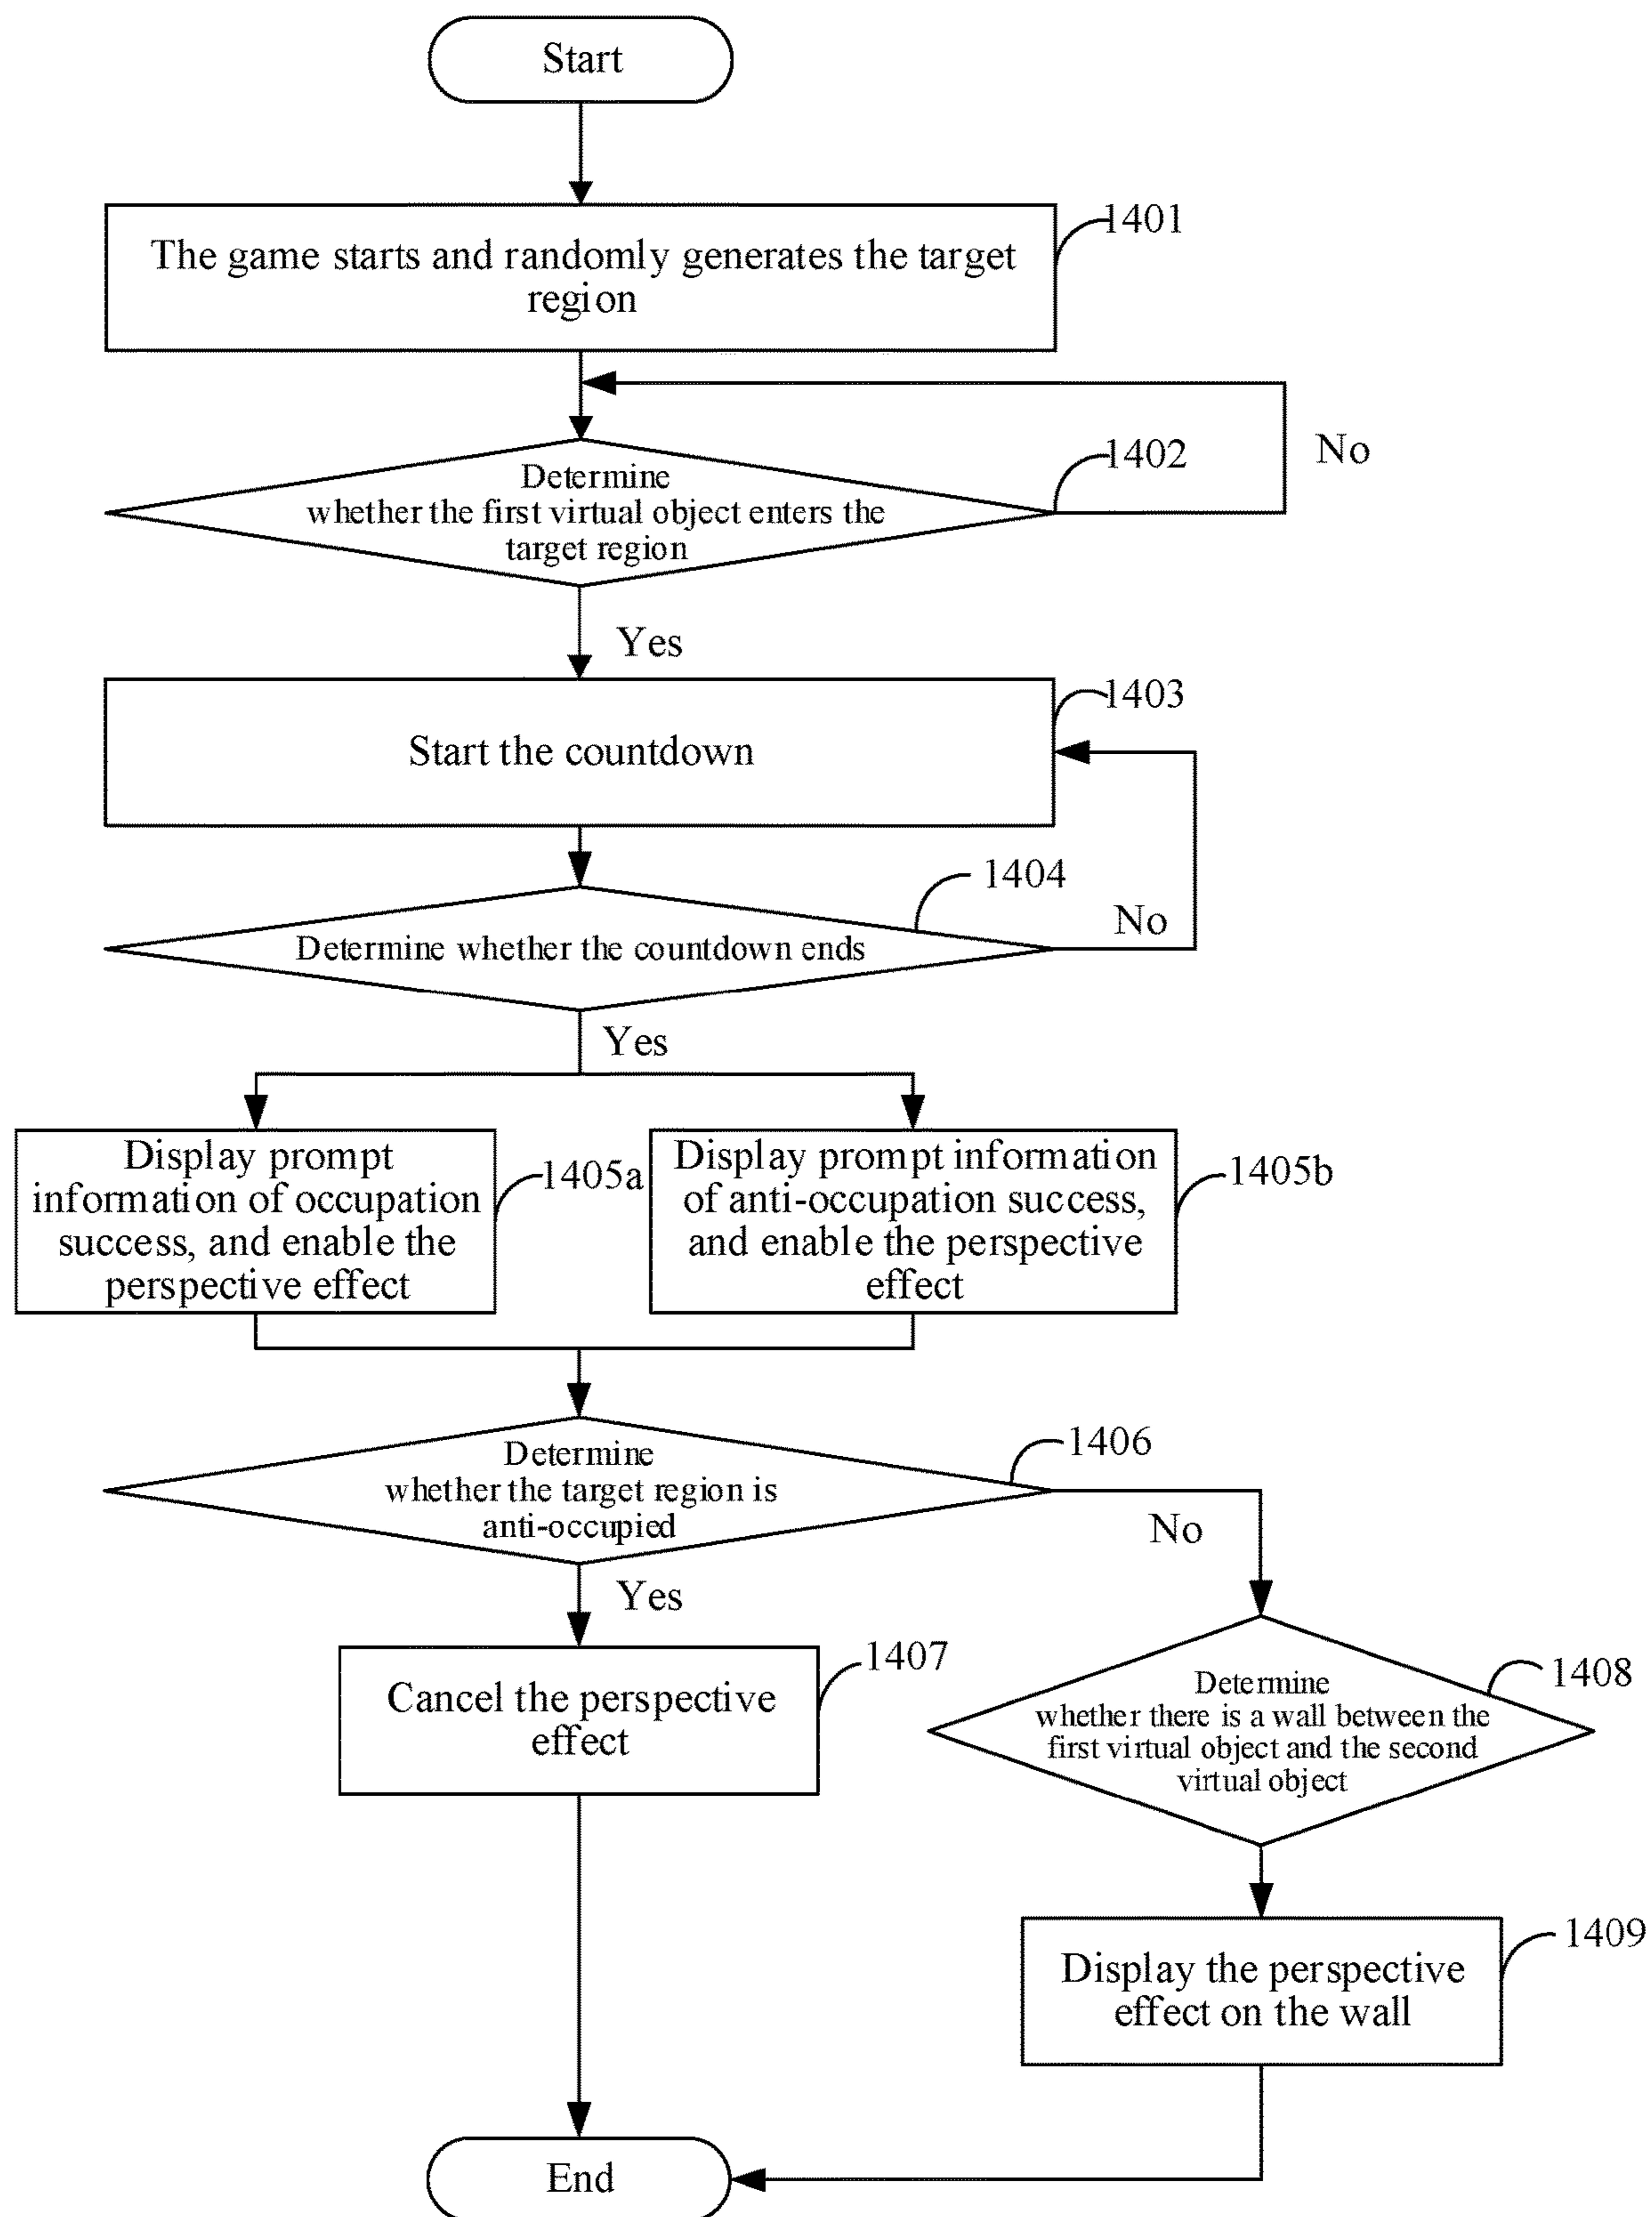 Start
1401
The game starts and randomly generates the target
region
No
1402
Determine
whether the first virtual object enters the
target region
Yes
1403
Start the countdown
1404
No
Determine whether the countdown ends
Yes
Display prompt
information of occupation
success, and enable the
perspective effect
1405a
Display prompt information
of anti-occupation success,
and enable the perspective
effect
1405b
1406
Determine
whether the target region is
anti-occupied
No
Yes
1407
Cancel the perspective
effect
1408
Determine
whether there is a wall between the
first virtual object and the second
virtual object
1409
Display the perspective
effect on the wall
End